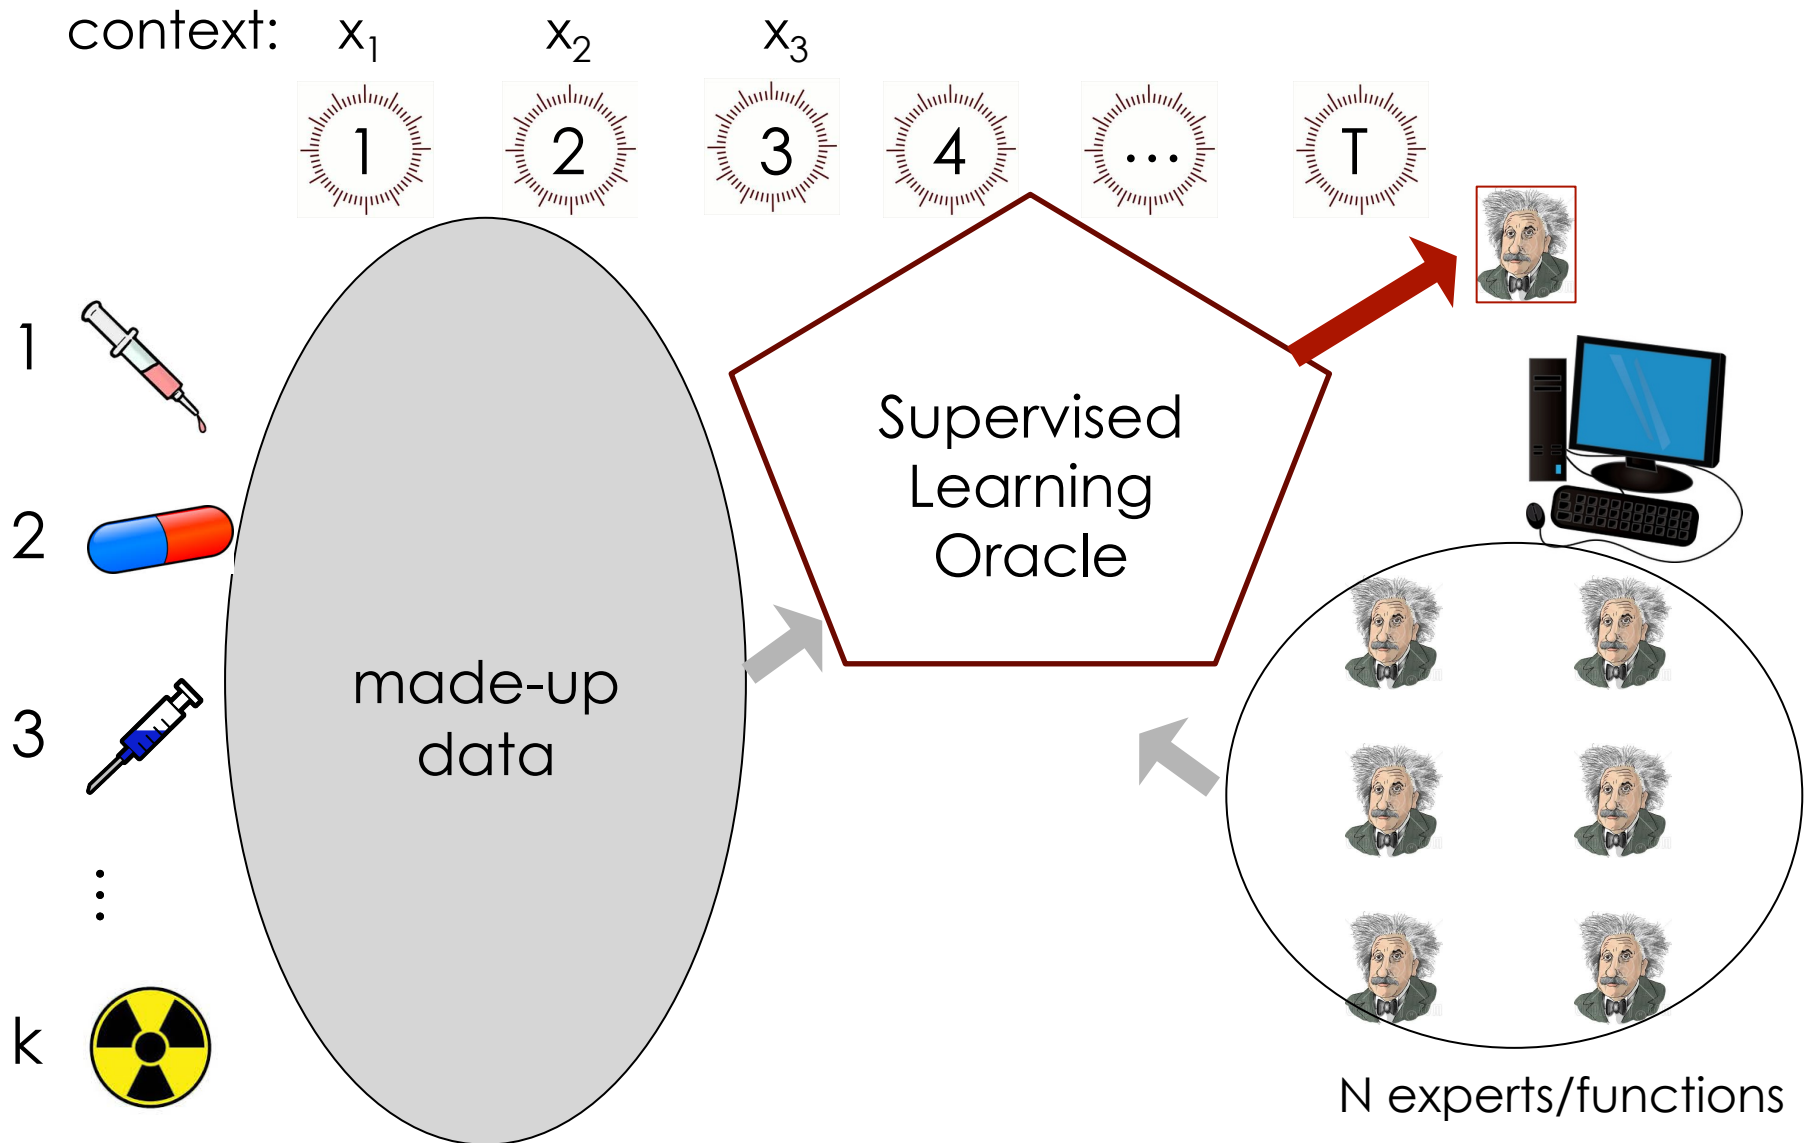 context: x₁ x₂ x₃
1 2 3 4 ... T
1
Supervised
Learning
Oracle
2
made-up
data
3
⋮
k
N experts/functions